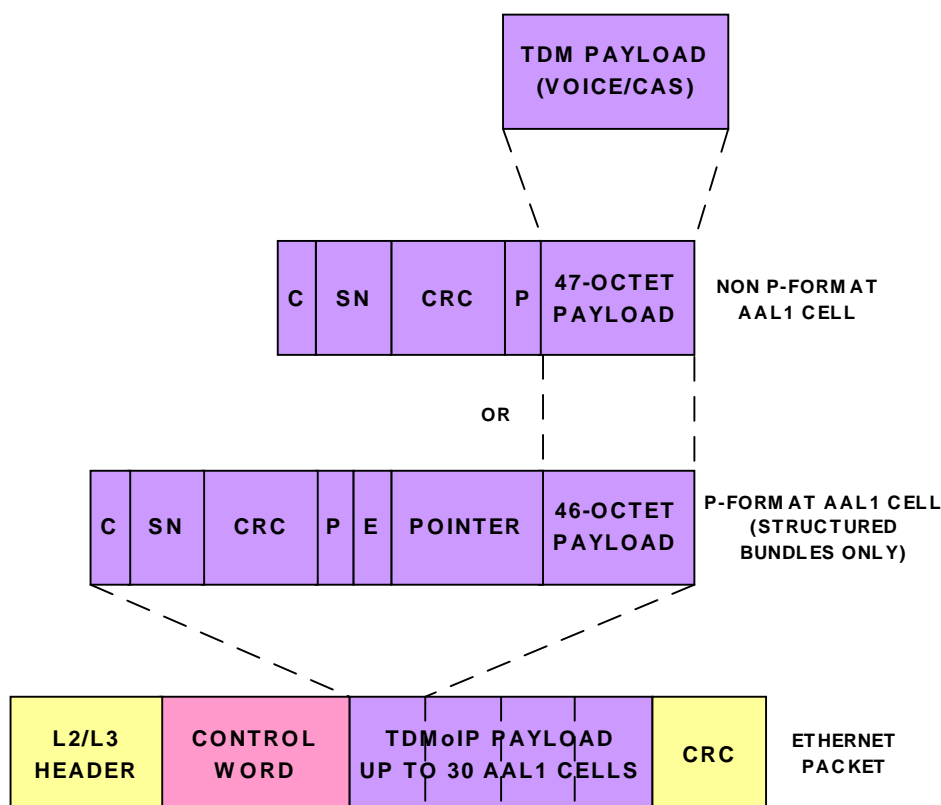 TDM PAYLOAD
(VOICE/CAS)
C SN CRC P 47-OCTET
PAYLOAD
NON P-FORMAT
AAL1 CELL
OR
C SN CRC P E POINTER 46-OCTET
PAYLOAD
P-FORMAT AAL1 CELL
(STRUCTURED
BUNDLES ONLY)
L2/L3
HEADER
CONTROL
WORD
TDMoIP PAYLOAD
UP TO 30 AAL1 CELLS
CRC
ETHERNET
PACKET